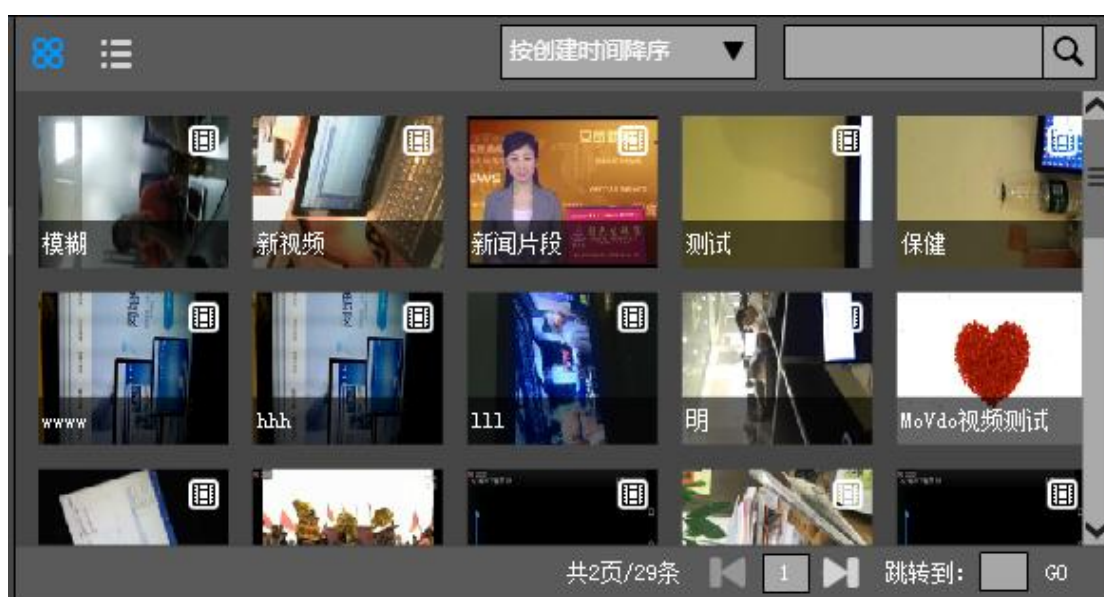 按创建时间降序
模糊
新视频
新闻片段
测试
保健
wwww
hhh
111
明
MoVdo视频测试
共2页/29条
1
跳转到:
GO